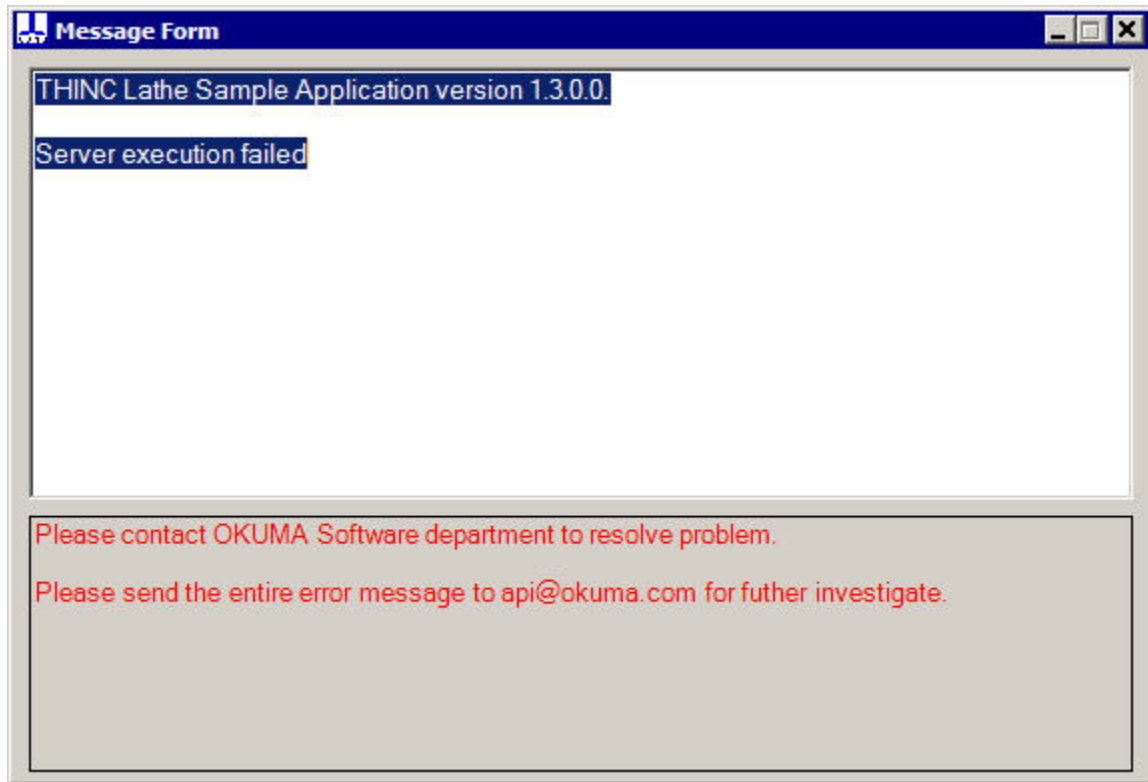 Message Form
THINC Lathe Sample Application version 1.3.0.0.
Server execution failed
Please contact OKUMA Software department to resolve problem.
Please send the entire error message to api@okuma.com for futher investigate.